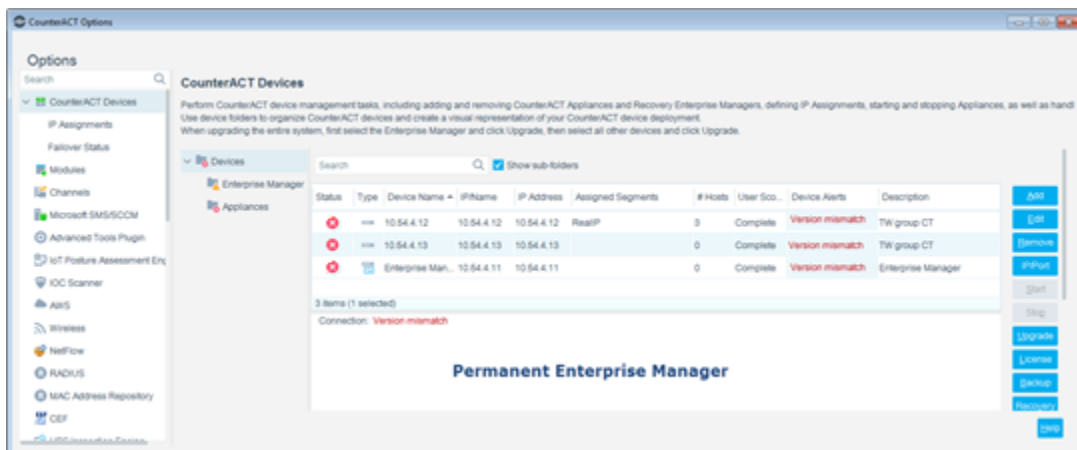 CounterACT Options
Options
Search
CounterACT Devices
IP Assignments
Failover Status
Modules
Channels
Microsoft SMS/SCCM
Advanced Tools Plugin
IoT Posture Assessment Eng
IOC Scanner
AWS
Wireless
NetFlow
RADIUS
MAC Address Repository
CEF
CounterACT Devices
Perform CounterACT device management tasks, including adding and removing CounterACT Appliances and Recovery Enterprise Managers, defining IP Assignments, starting and stopping Appliances, as well as handl
Use device folders to organize CounterACT devices and create a visual representation of your CounterACT device deployment.
When upgrading the entire system, first select the Enterprise Manager and click Upgrade, then select all other devices and click Upgrade.
Devices
Enterprise Manager
Appliances
Search Show sub-folders
Status Type Device Name IP/Name IP Address Assigned Segments # Hosts User Sco... Device Alerts Description
10.54.4.12 10.54.4.12 10.54.4.12 RealIP 3 Complete Version mismatch TW group CT
10.54.4.13 10.54.4.13 10.54.4.13 0 Complete Version mismatch TW group CT
Enterprise Man... 10.54.4.11 10.54.4.11 0 Complete Version mismatch Enterprise Manager
3 items (1 selected)
Connection: Version mismatch
Permanent Enterprise Manager
Add
Edit
Remove
IP/Port
Start
Stop
Upgrade
License
Backup
Recovery
Help